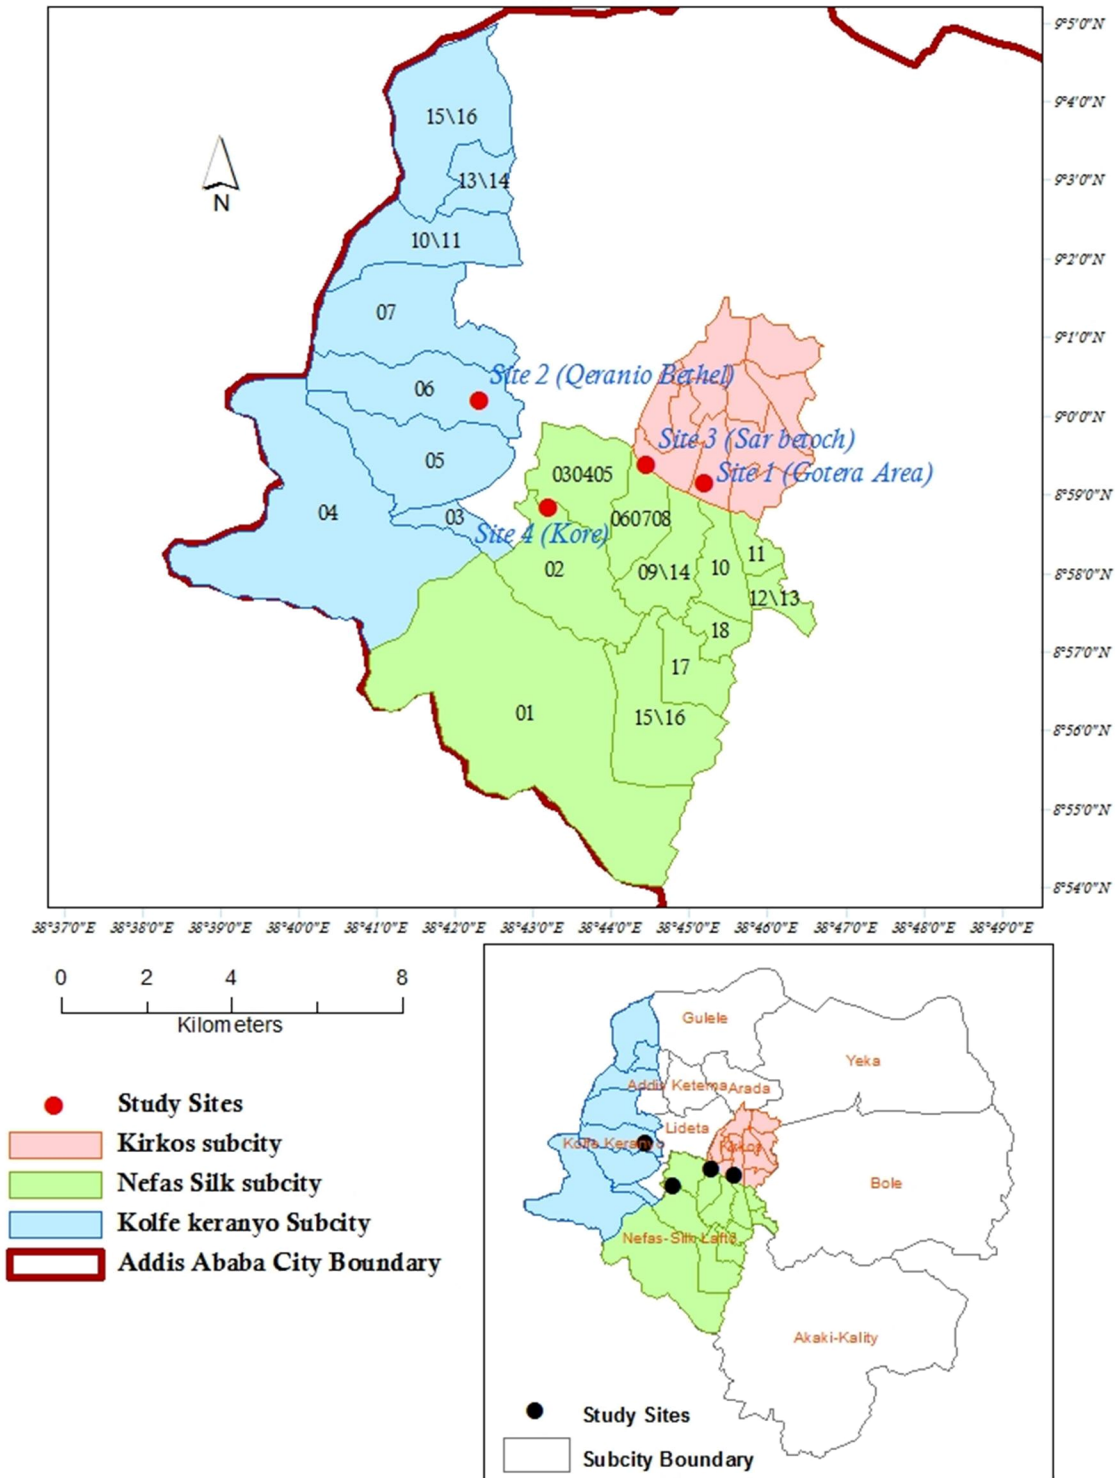 9°5'0"N
15\16
9°4'0"N
13\14
9°3'0"N
N
10\11
9°2'0"N
07
9°1'0"N
06
Site 2 (Qeranio Bethel)
9°0'0"N
Site 3 (Sar betoch)
05
030405
Site 1 (Gotera Area)
8°59'0"N
04
03
Site 4 (Kore)
060708
02
09\14
10
11
8°58'0"N
12\13
18
8°57'0"N
17
01
15\16
8°56'0"N
8°55'0"N
8°54'0"N
38°37'0"E 38°38'0"E 38°39'0"E 38°40'0"E 38°41'0"E 38°42'0"E 38°43'0"E 38°44'0"E 38°45'0"E 38°46'0"E 38°47'0"E 38°48'0"E 38°49'0"E
0 2 4 8
Kilometers
Study Sites
Kirkos subcity
Nefas Silk subcity
Kolfe keranyo Subcity
Addis Ababa City Boundary
Gulele
Yeka
Addis Ketema
Arada
Lideta
Kolfe Keranyo
Kirkos
Bole
Nefas-Silk Lafto
Akaki-Kality
Study Sites
Subcity Boundary